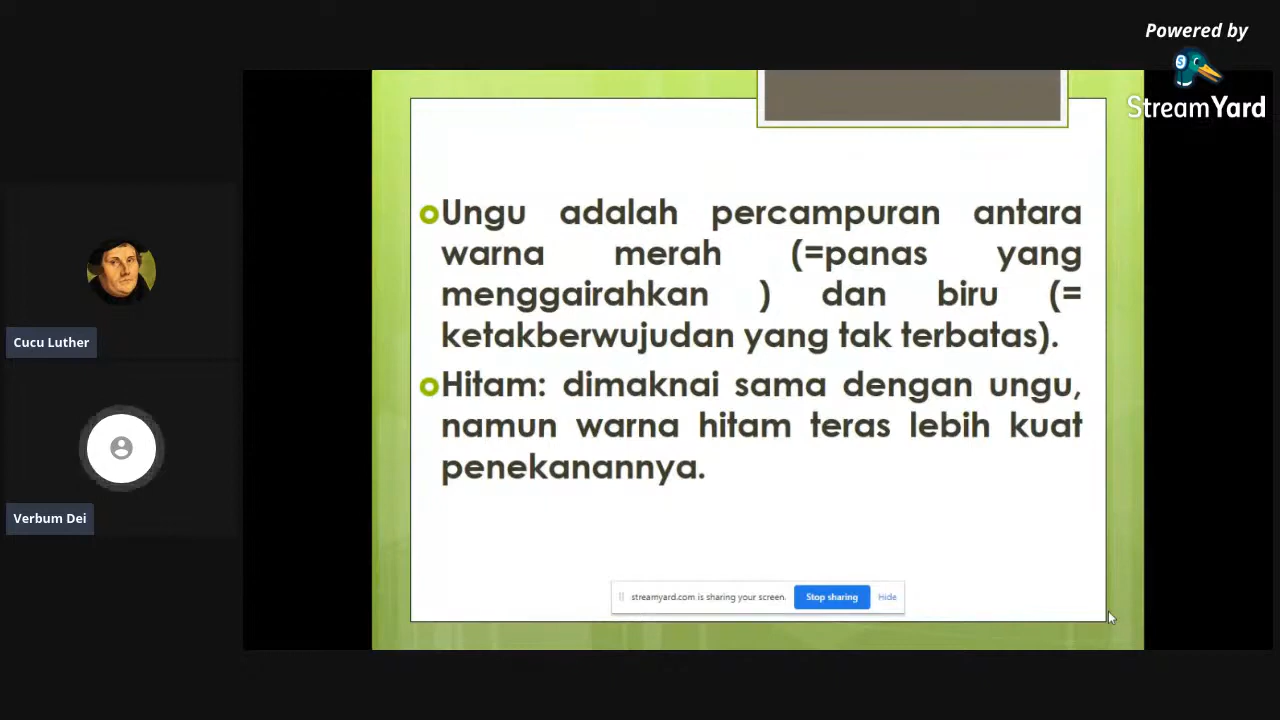 Powered by
StreamYard
Ungu adalah percampuran antara
warna merah (=panas yang
menggairahkan ) dan biru (=
ketakberwujudan yang tak terbatas).
Hitam: dimaknai sama dengan ungu,
namun warna hitam teras lebih kuat
penekanannya.
Cucu Luther
Verbum Dei
streamyard.com is sharing your screen. Stop sharing Hide